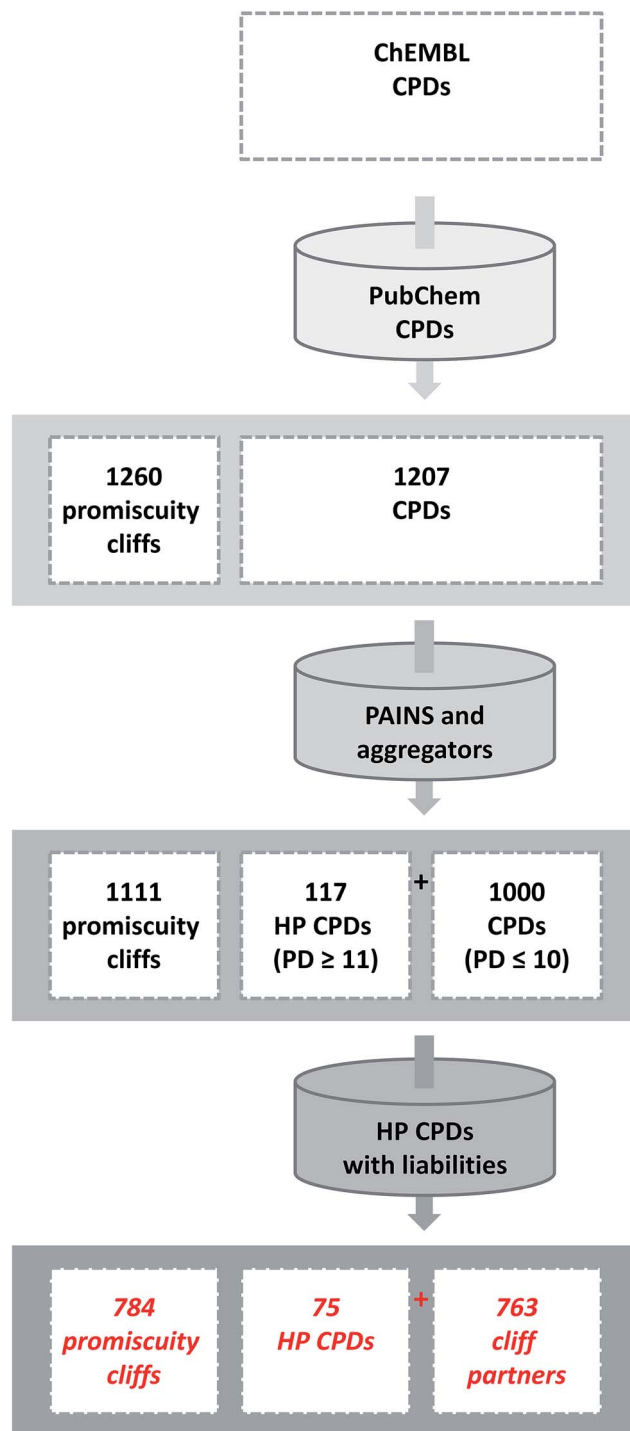 ChEMBL
CPDs
PubChem
CPDs
1260
promiscuity
cliffs
1207
CPDs
PAINS and
aggregators
1111
promiscuity
cliffs
117
HP CPDs
(PD ≥ 11)
+
1000
CPDs
(PD ≤ 10)
HP CPDs
with liabilities
784
promiscuity
cliffs
75
HP CPDs
+
763
cliff
partners